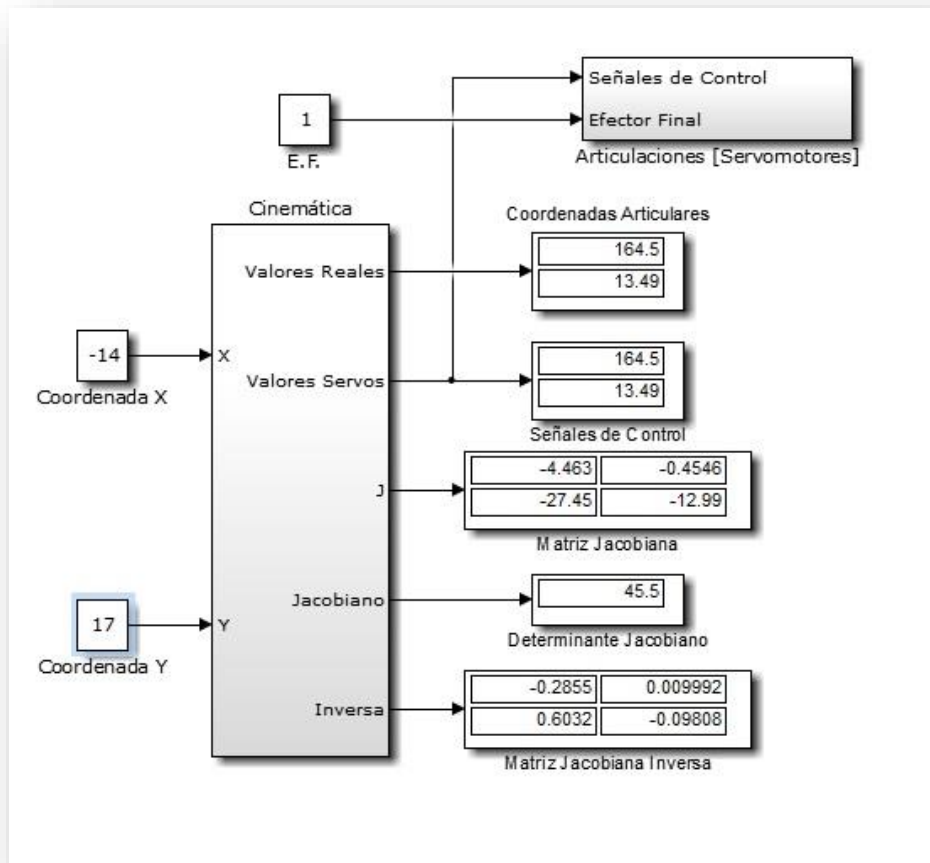 Señales de Control
1
Efector Final
E.F.
Articulaciones [Servomotores]
Cinemática
Coordenadas Articulares
Valores Reales
164.5
13.49
-14
X
Coordenada X
Valores Servos
164.5
13.49
Señales de Control
J
-4.463 -0.4546
-27.45 -12.99
Matriz Jacobiana
Jacobiano
45.5
Determinante Jacobiano
17
Y
Coordenada Y
Inversa
-0.2855 0.009992
0.6032 -0.09808
Matriz Jacobiana Inversa